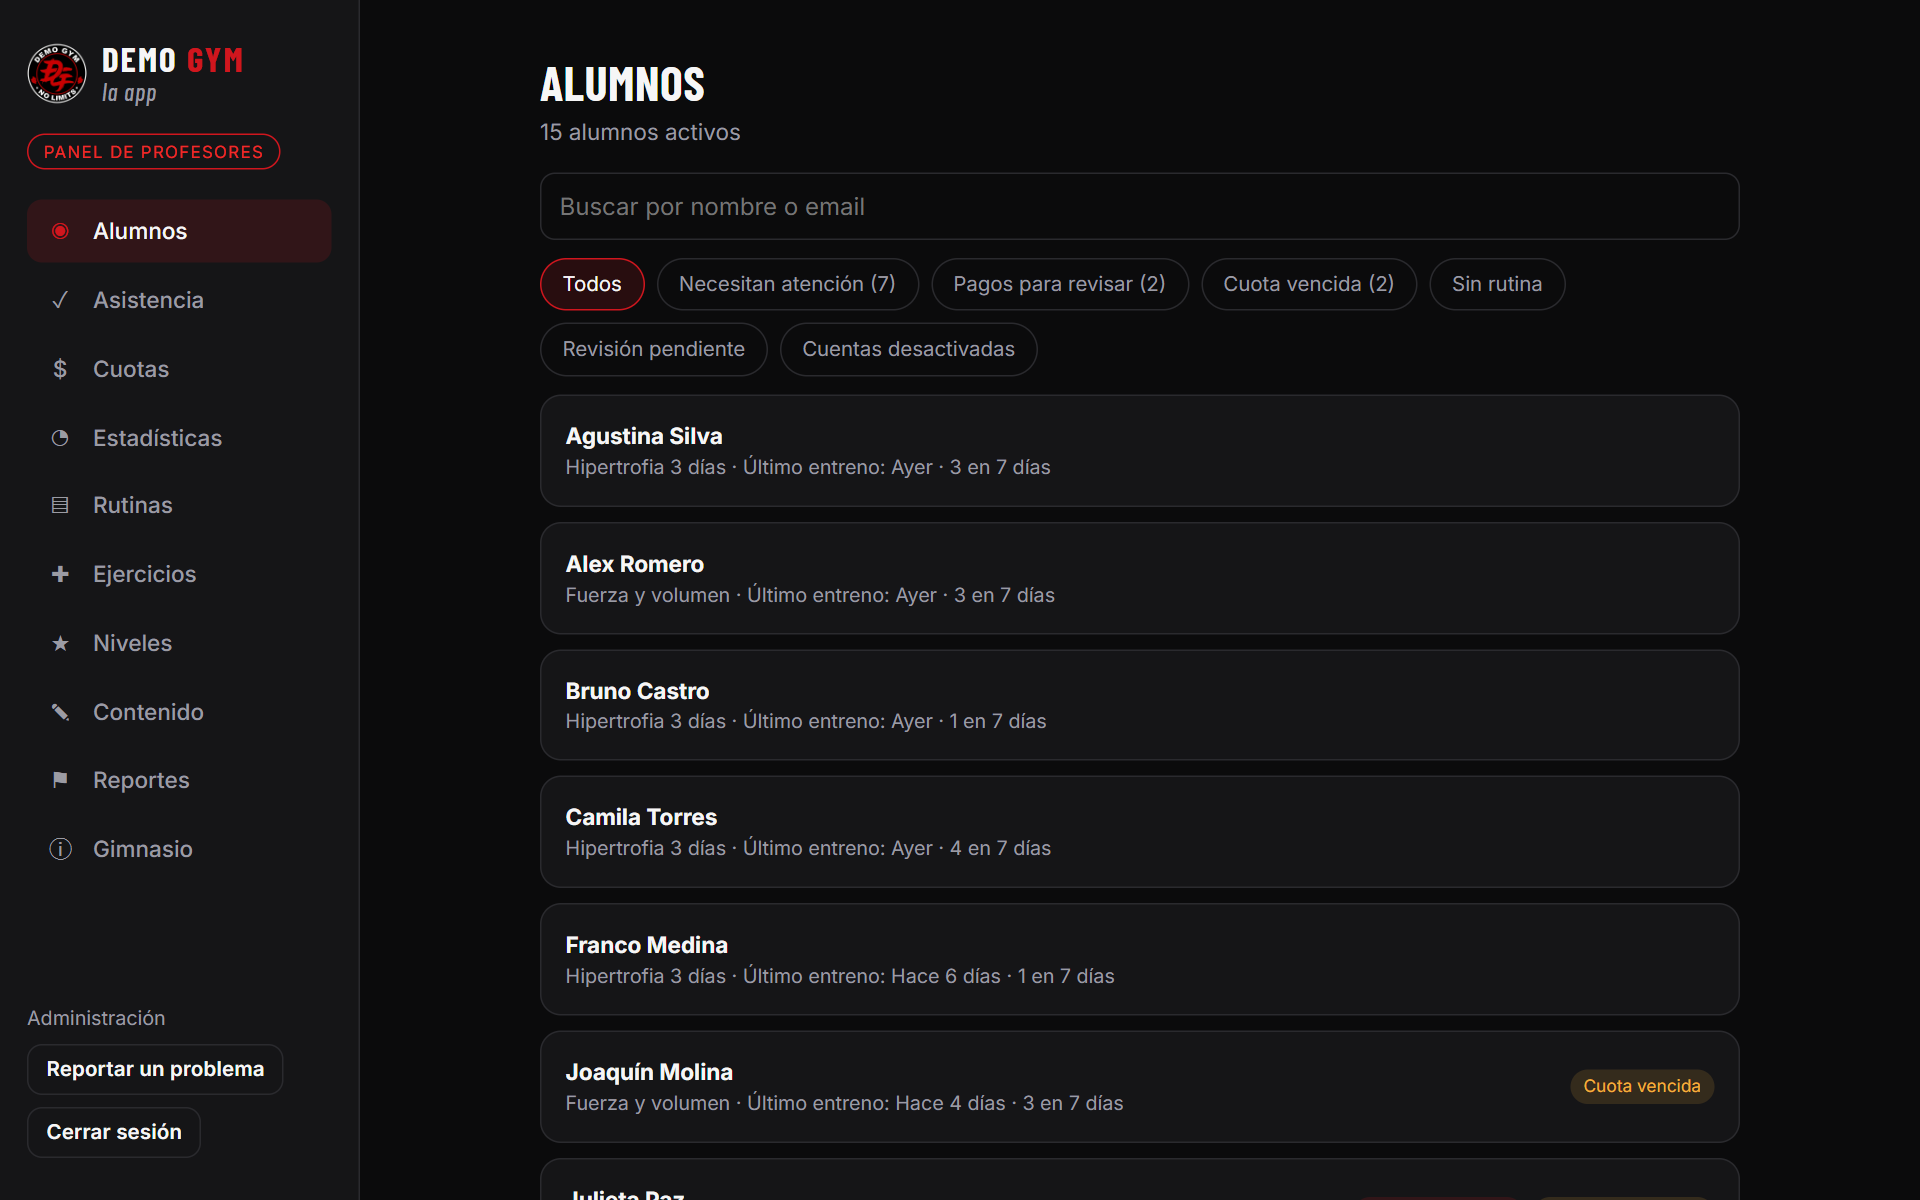 DEMO GYM
NO LIMITS
DEMO GYM
la app
PANEL DE PROFESORES
Alumnos
Asistencia
$ Cuotas
Estadísticas
Rutinas
Ejercicios
Niveles
Contenido
Reportes
Gimnasio
Administración
Reportar un problema
Cerrar sesión
ALUMNOS
15 alumnos activos
Buscar por nombre o email
Todos
Necesitan atención (7)
Pagos para revisar (2)
Cuota vencida (2)
Sin rutina
Revisión pendiente
Cuentas desactivadas
Agustina Silva
Hipertrofia 3 días · Último entreno: Ayer · 3 en 7 días
Alex Romero
Fuerza y volumen · Último entreno: Ayer · 3 en 7 días
Bruno Castro
Hipertrofia 3 días · Último entreno: Ayer · 1 en 7 días
Camila Torres
Hipertrofia 3 días · Último entreno: Ayer · 4 en 7 días
Franco Medina
Hipertrofia 3 días · Último entreno: Hace 6 días · 1 en 7 días
Joaquín Molina
Fuerza y volumen · Último entreno: Hace 4 días · 3 en 7 días
Cuota vencida
Julieta Paz